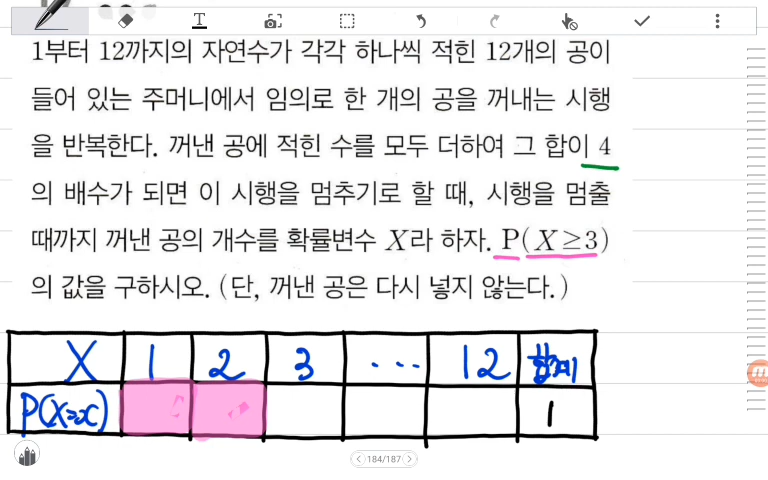 1부터 12까지의 자연수가 각각 하나씩 적힌 12개의 공이
들어 있는 주머니에서 임의로 한 개의 공을 꺼내는 시행
을 반복한다. 꺼낸 공에 적힌 수를 모두 더하여 그 합이 4
의 배수가 되면 이 시행을 멈추기로 할 때, 시행을 멈출
때까지 꺼낸 공의 개수를 확률변수 X라 하자. P(X≥3)
의 값을 구하시오. (단, 꺼낸 공은 다시 넣지 않는다.)
X 1 2 3 ⋯ 12 합계
P(X=x) 1
184/187